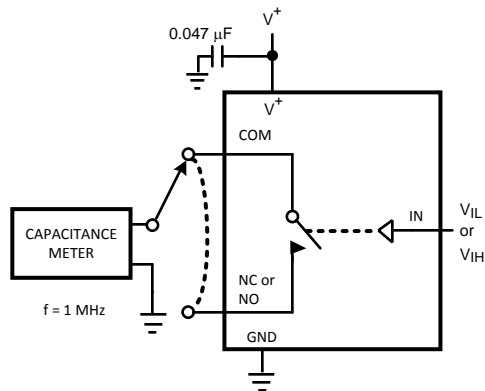 V+
0.047 µF
V+
COM
IN
VIL
or
VIH
CAPACITANCE
METER
NC or
NO
f = 1 MHz
GND